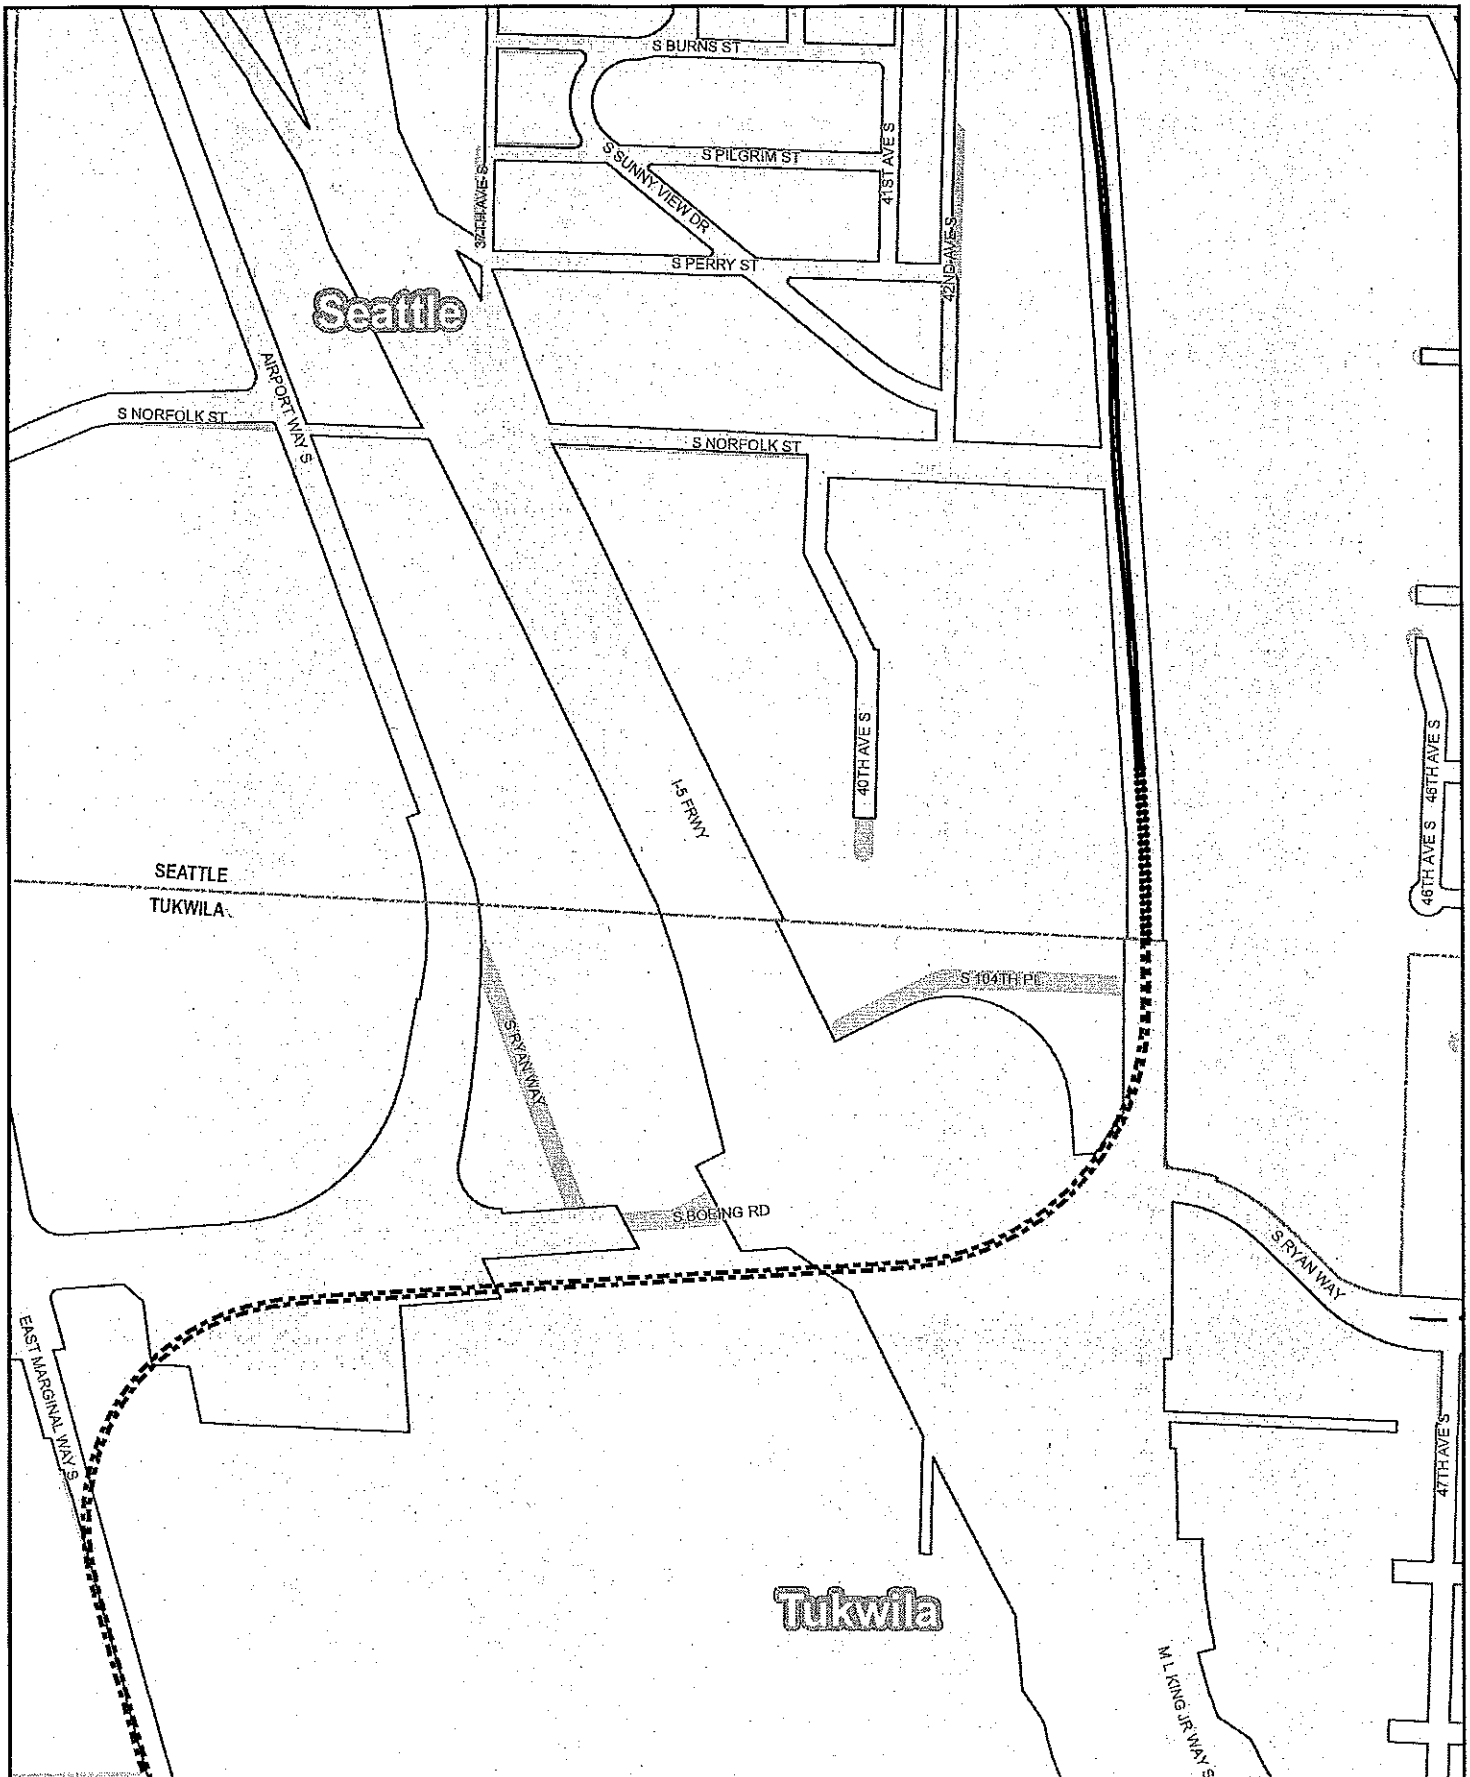 S BURNS ST
S PILGRIM ST
S SUNNY VIEW DR
41ST AVE S
37TH AVE S
S PERRY ST
42ND AVE S
Seattle
AIRPORT WAY S
S NORFOLK ST
S NORFOLK ST
40TH AVE S
I-5 FRWY
46TH AVE S
46TH AVE S
SEATTLE
TUKWILA
S 104TH PL
S RYAN WAY
S BOEING RD
S RYAN WAY
EAST MARGINAL WAY S
47TH AVE S
Tukwila
M L KING JR WAY S